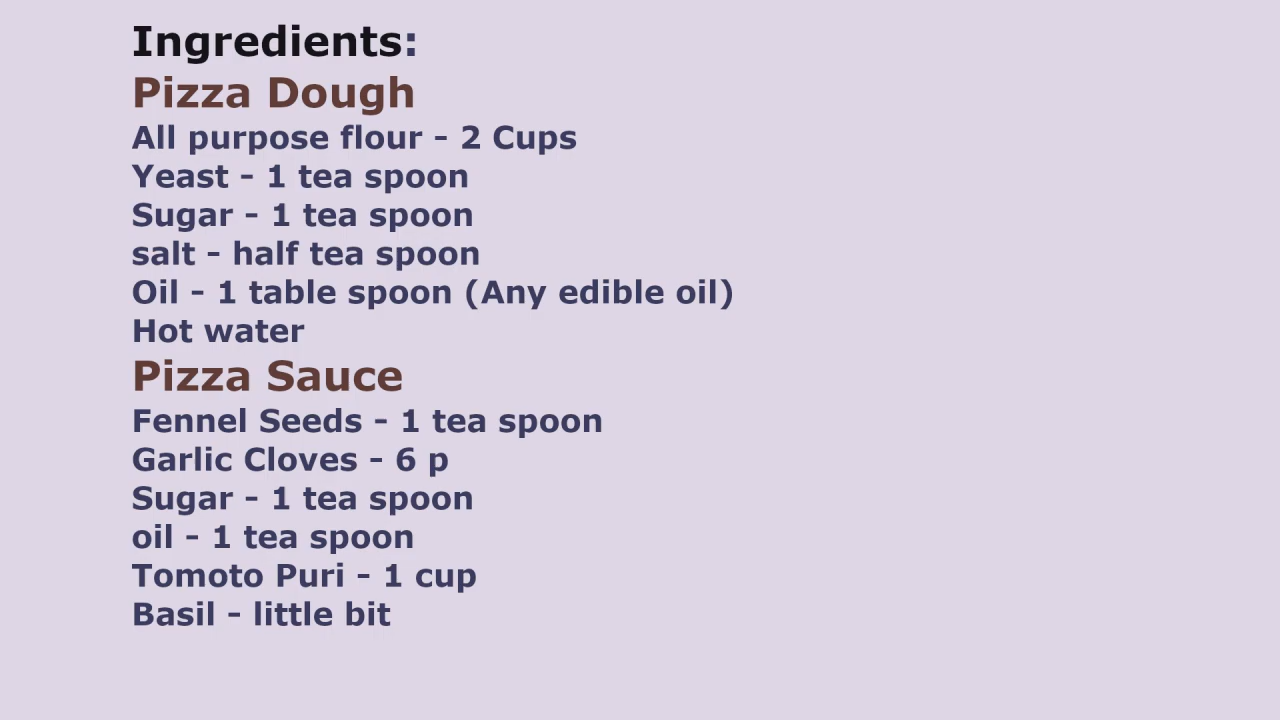 Ingredients:
Pizza Dough
All purpose flour - 2 Cups
Yeast - 1 tea spoon
Sugar - 1 tea spoon
salt - half tea spoon
Oil - 1 table spoon (Any edible oil)
Hot water
Pizza Sauce
Fennel Seeds - 1 tea spoon
Garlic Cloves - 6 p
Sugar - 1 tea spoon
oil - 1 tea spoon
Tomoto Puri - 1 cup
Basil - little bit